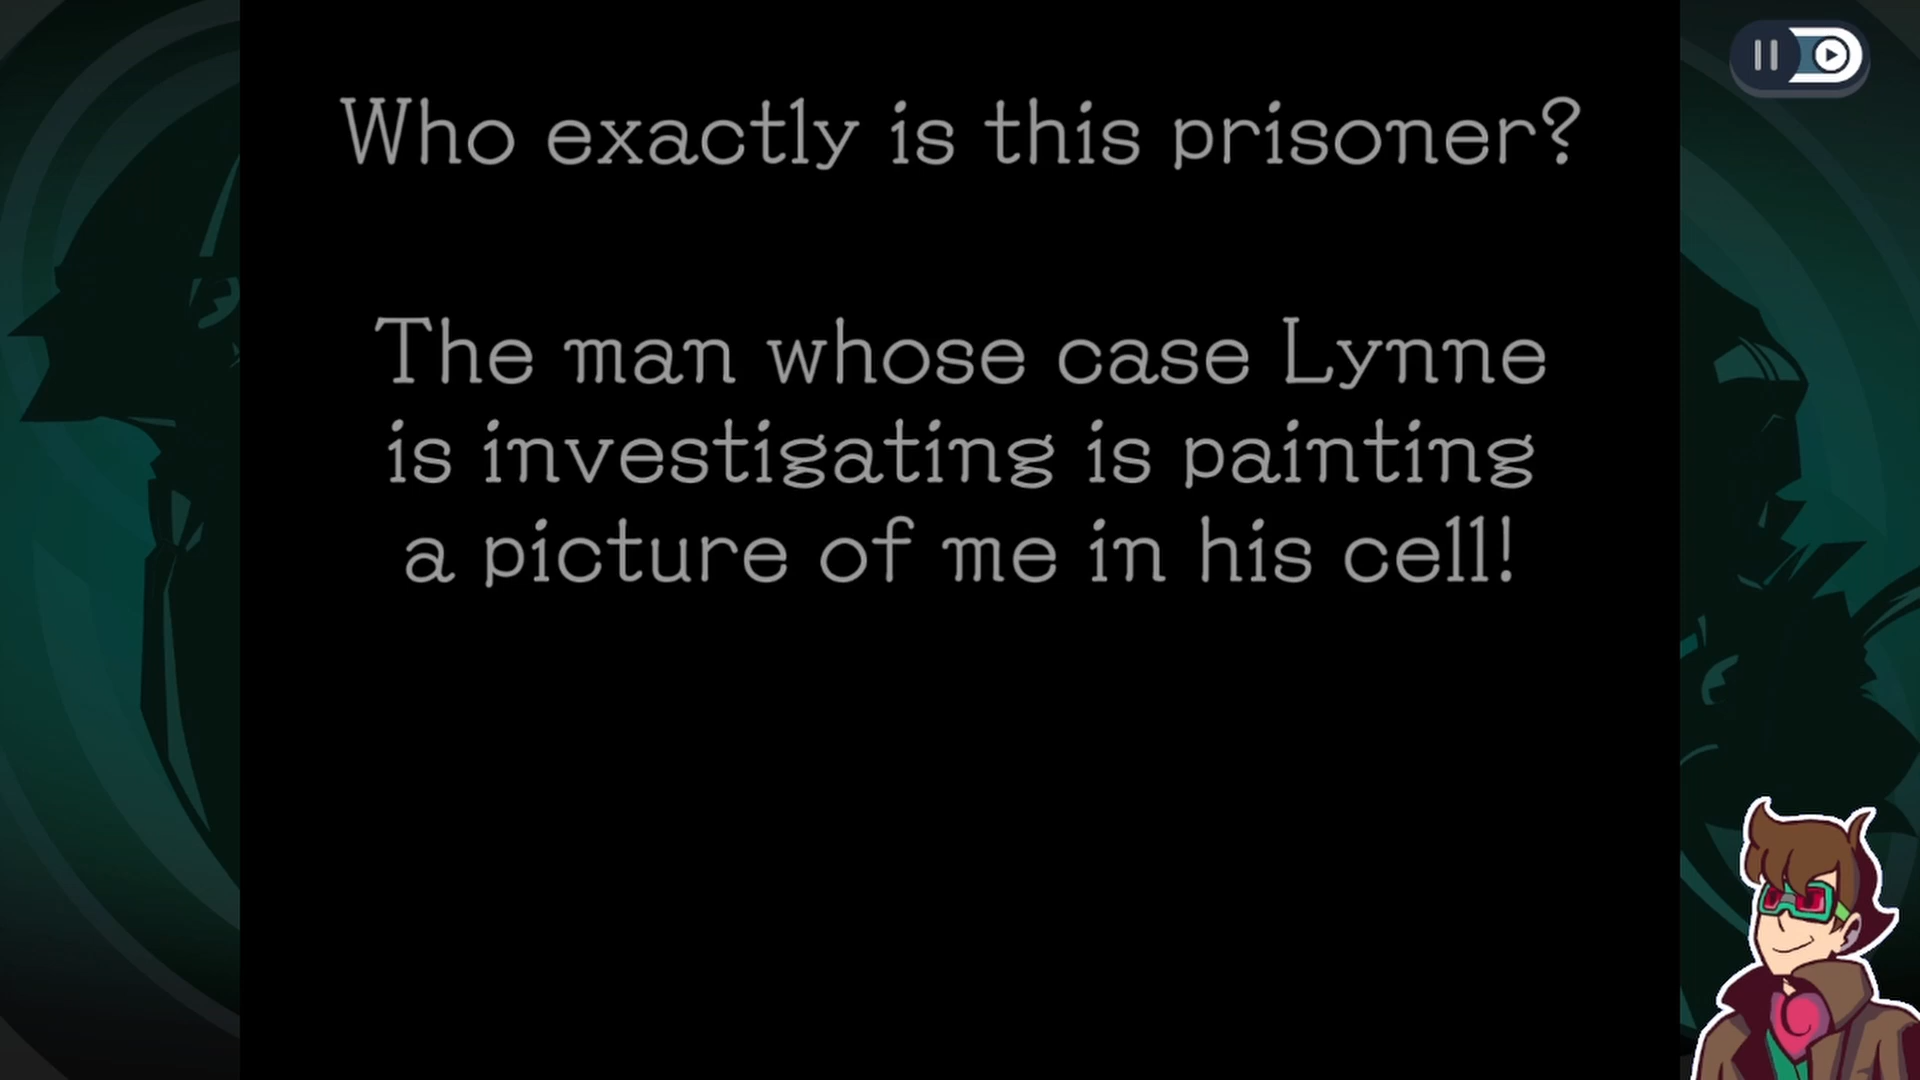 Who exactly is this prisoner?
The man whose case Lynne
is investigating is painting
a picture of me in his cell!